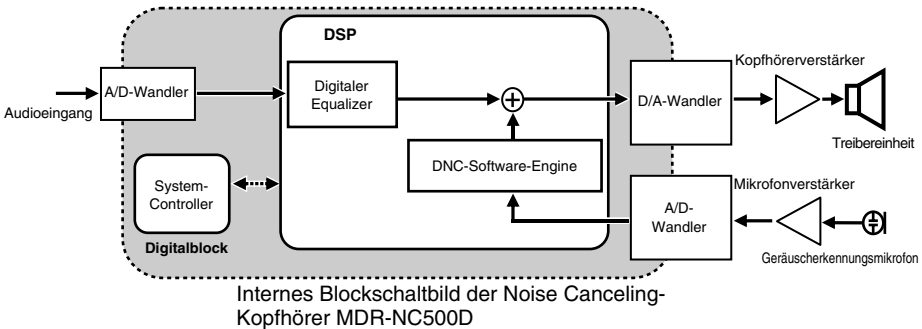 DSP
A/D-Wandler
Audioeingang
Digitaler
Equalizer
D/A-Wandler
Kopfhörerverstärker
Treibereinheit
DNC-Software-Engine
System-
Controller
Digitalblock
A/D-
Wandler
Mikrofonverstärker
Geräuscherkennungsmikrofon
Internes Blockschaltbild der Noise Canceling-
Kopfhörer MDR-NC500D